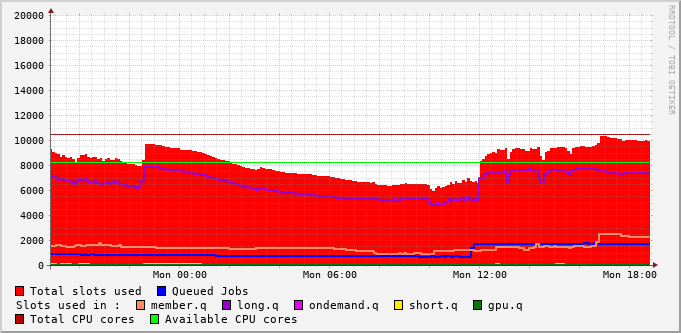 20000
18000
16000
14000
12000
10000
8000
6000
4000
2000
0
Mon 00:00 Mon 06:00 Mon 12:00 Mon 18:00
RRDTOOL / TOBI OETIKER
Total slots used Queued Jobs
Slots used in : member.q long.q ondemand.q short.q gpu.q
Total CPU cores Available CPU cores